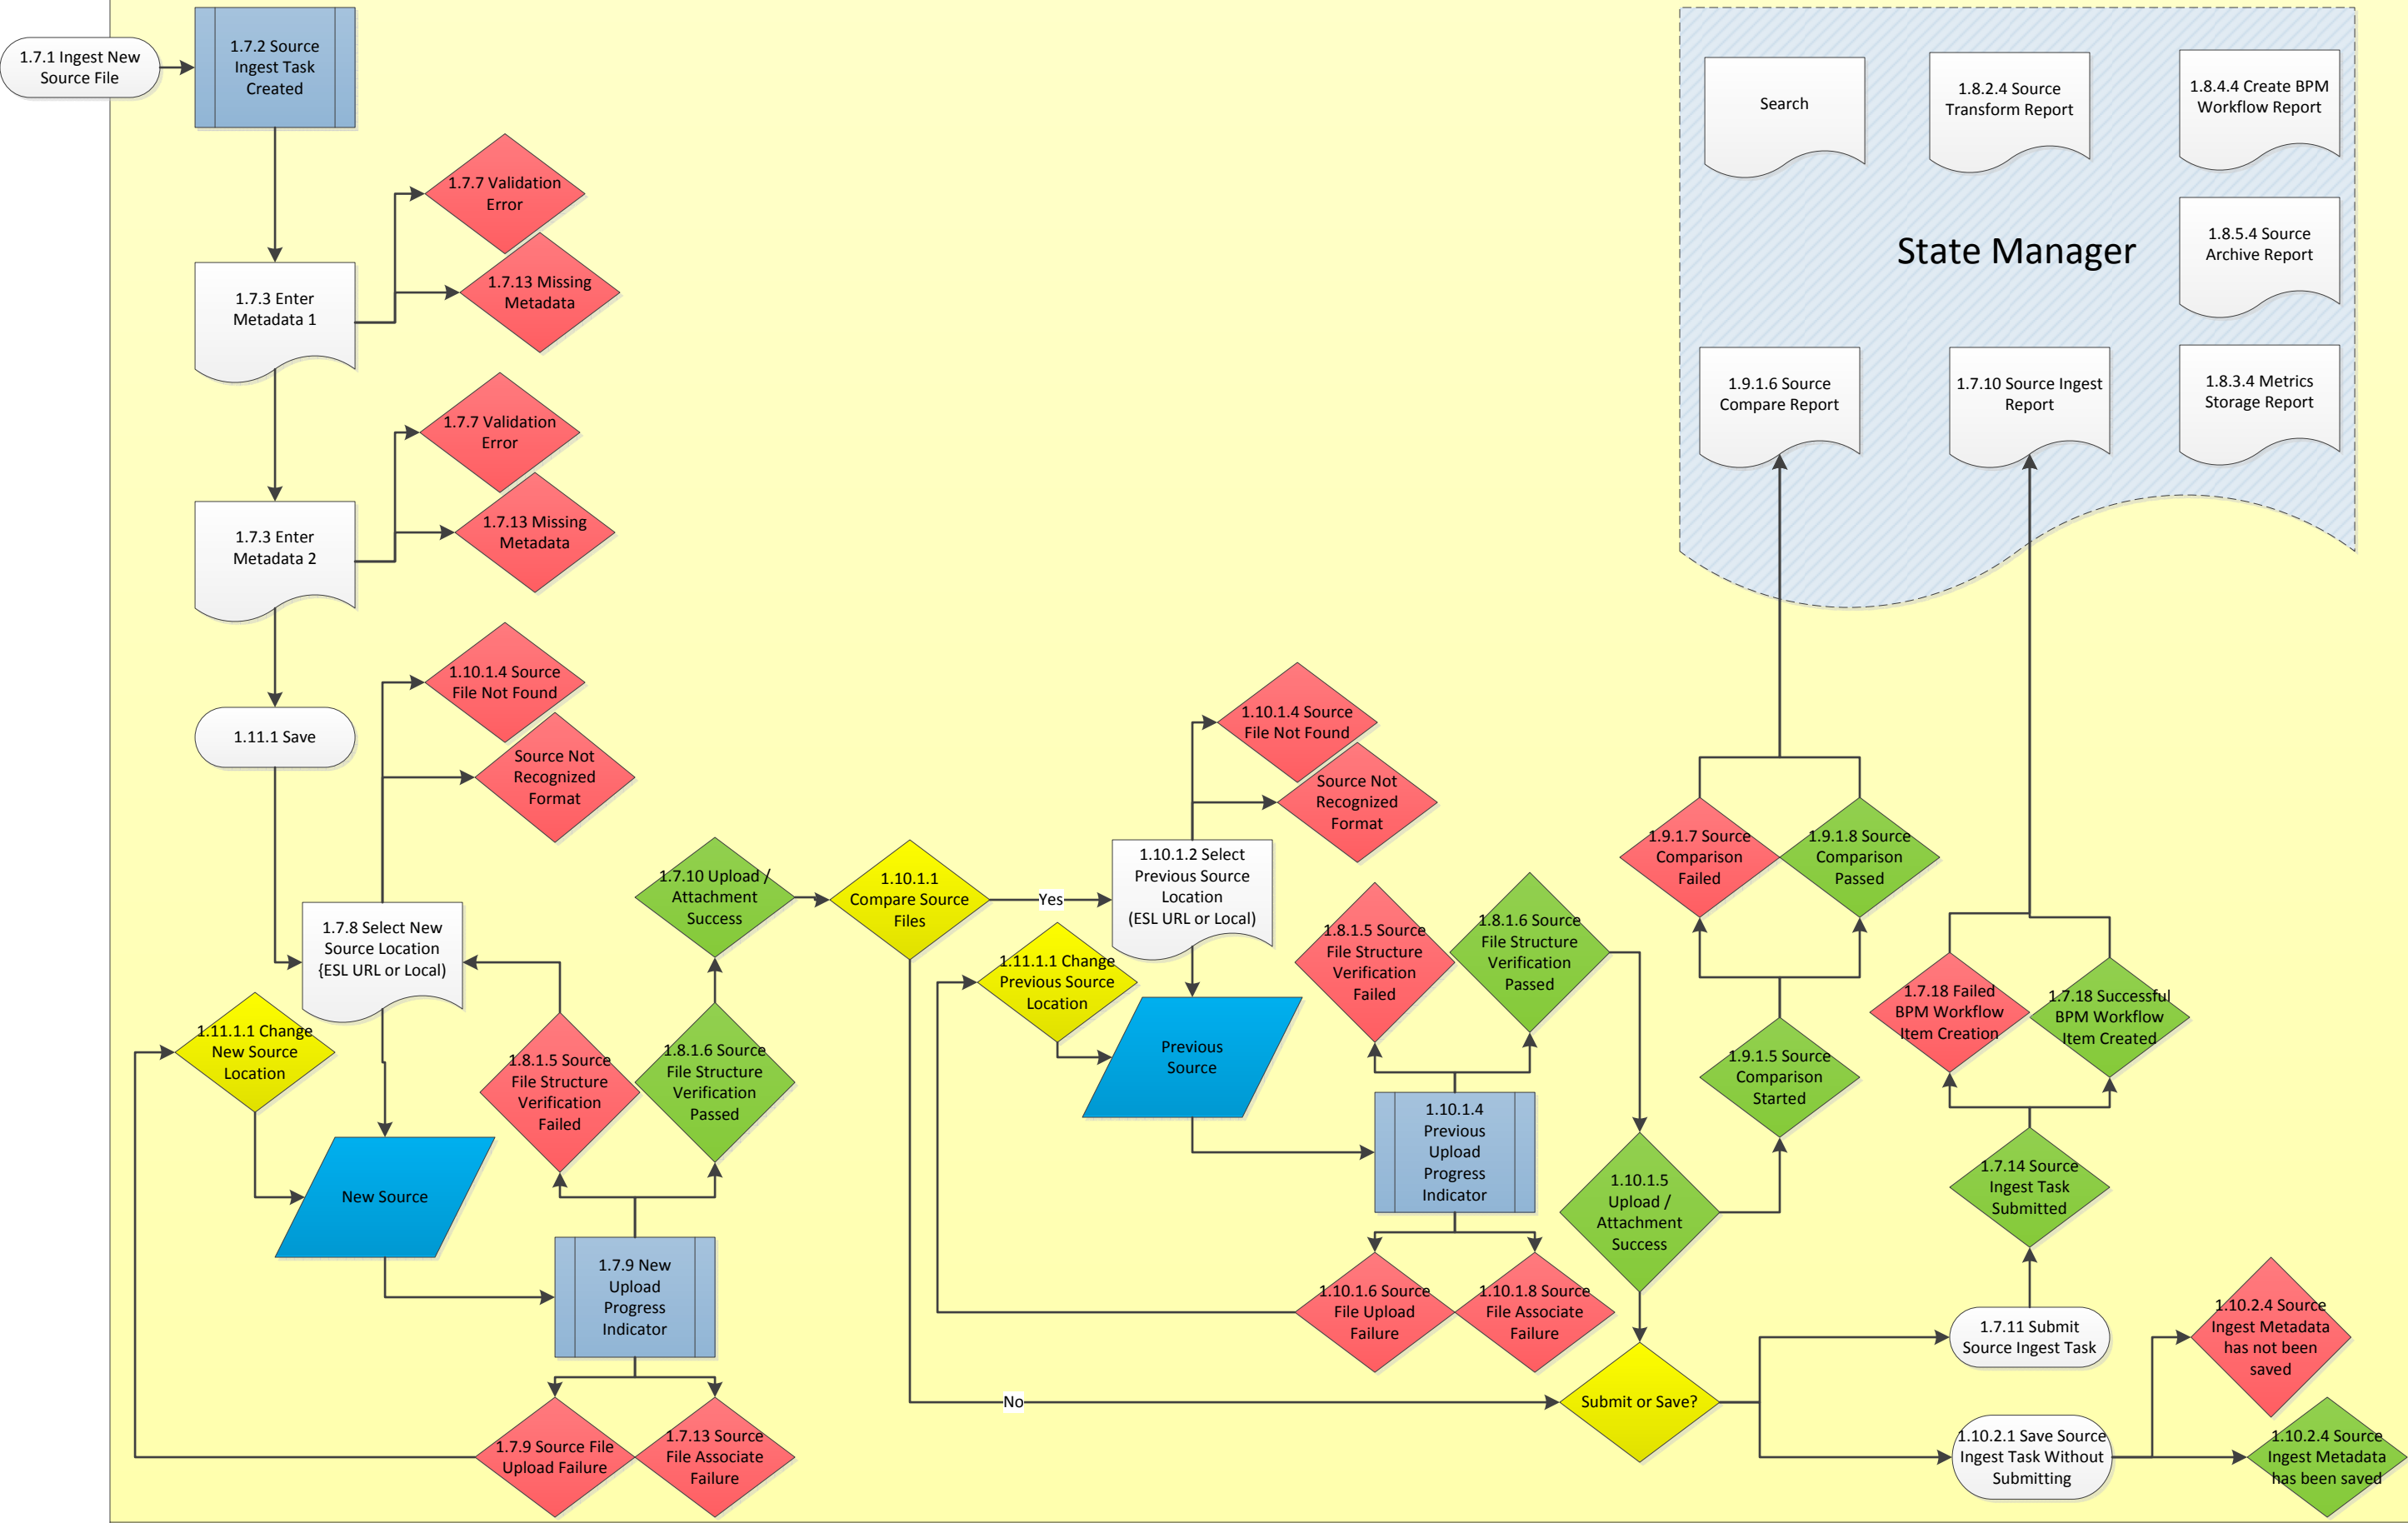 1.7.1 Ingest New
Source File
1.7.2 Source
Ingest Task
Created
1.7.7 Validation
Error
1.7.13 Missing
Metadata
1.7.3 Enter
Metadata 1
1.7.7 Validation
Error
1.7.13 Missing
Metadata
1.7.3 Enter
Metadata 2
1.10.1.4 Source
File Not Found
Source Not
Recognized
Format
1.11.1 Save
1.7.8 Select New
Source Location
{ESL URL or Local)
1.11.1.1 Change
New Source
Location
New Source
1.8.1.5 Source
File Structure
Verification
Failed
1.8.1.6 Source
File Structure
Verification
Passed
1.7.9 New
Upload
Progress
Indicator
1.7.9 Source File
Upload Failure
1.7.13 Source
File Associate
Failure
1.7.10 Upload /
Attachment
Success
1.10.1.1
Compare Source
Files
Yes
No
1.10.1.4 Source
File Not Found
Source Not
Recognized
Format
1.10.1.2 Select
Previous Source
Location
(ESL URL or Local)
1.11.1.1 Change
Previous Source
Location
Previous
Source
1.8.1.5 Source
File Structure
Verification
Failed
1.8.1.6 Source
File Structure
Verification
Passed
1.10.1.4
Previous
Upload
Progress
Indicator
1.10.1.6 Source
File Upload
Failure
1.10.1.8 Source
File Associate
Failure
1.10.1.5
Upload /
Attachment
Success
Submit or Save?
1.9.1.5 Source
Comparison
Started
1.9.1.7 Source
Comparison
Failed
1.9.1.8 Source
Comparison
Passed
1.7.18 Failed
BPM Workflow
Item Creation
1.7.18 Successful
BPM Workflow
Item Created
1.7.14 Source
Ingest Task
Submitted
1.7.11 Submit
Source Ingest Task
1.10.2.1 Save Source
Ingest Task Without
Submitting
1.10.2.4 Source
Ingest Metadata
has not been
saved
1.10.2.4 Source
Ingest Metadata
has been saved
State Manager
Search
1.8.2.4 Source
Transform Report
1.8.4.4 Create BPM
Workflow Report
1.8.5.4 Source
Archive Report
1.9.1.6 Source
Compare Report
1.7.10 Source Ingest
Report
1.8.3.4 Metrics
Storage Report